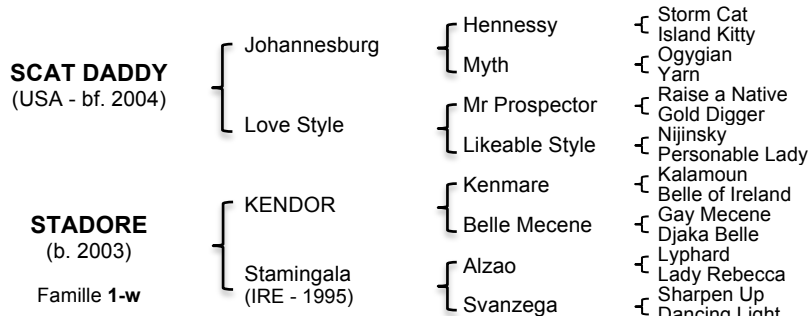 SCAT DADDY
(USA - bf. 2004)
Johannesburg
Love Style
Hennessy
Myth
Mr Prospector
Likeable Style
Storm Cat
Island Kitty
Ogygian
Yarn
Raise a Native
Gold Digger
Nijinsky
Personable Lady
STADORE
(b. 2003)
Famille 1-w
KENDOR
Stamingala
(IRE - 1995)
Kenmare
Belle Mecene
Alzao
Svanzega
Kalamoun
Belle of Ireland
Gay Mecene
Djaka Belle
Lyphard
Lady Rebecca
Sharpen Up
Dancing Light